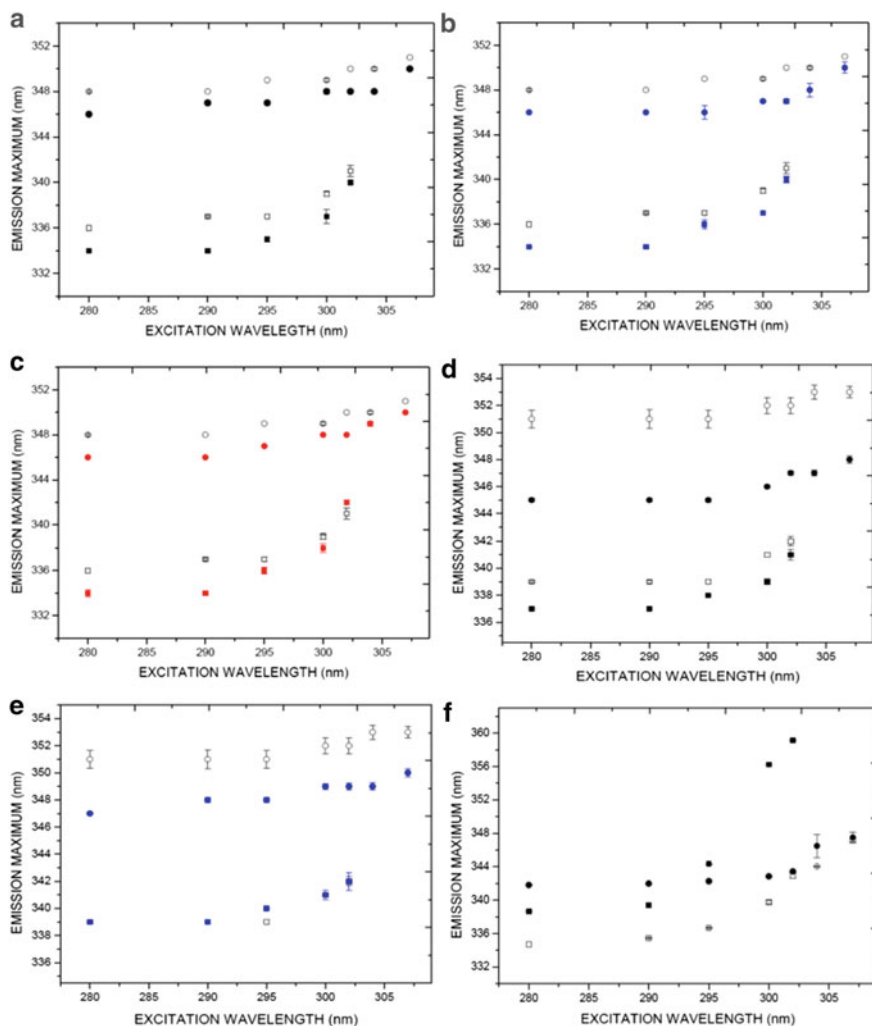 a
352
348
344
340
336
332
EMISSION MAXIMUM (nm)
280 285 290 295 300 305
EXCITATION WAVELEGTH (nm)
b
352
348
344
340
336
332
EMISSION MAXIMUM (nm)
280 285 290 295 300 305
EXCITATION WAVELENGTH (nm)
c
352
348
344
340
336
332
EMISSION MAXIMUM (nm)
280 285 290 295 300 305
EXCITATION WAVELENGTH (nm)
d
354
352
350
348
346
344
342
340
338
336
EMISSION MAXIMUM (nm)
280 285 290 295 300 305
EXCITATION WAVELENGTH (nm)
e
354
352
350
348
346
344
342
340
338
336
EMISSION MAXIMUM (nm)
280 285 290 295 300 305
EXCITATION WAVELENGTH (nm)
f
360
356
352
348
344
340
336
332
EMISSION MAXIMUM (nm)
280 285 290 295 300 305
EXCITATION WAVELENGTH (nm)